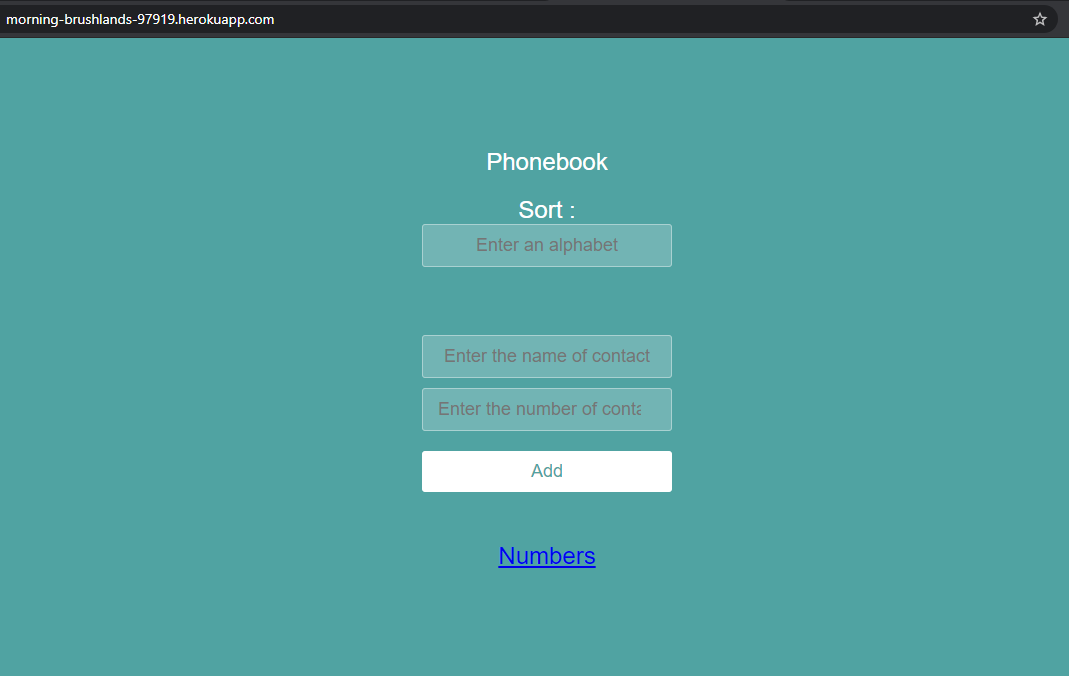 morning-brushlands-97919.herokuapp.com
Phonebook
Sort :
Enter an alphabet
Enter the name of contact
Enter the number of conta
Add
Numbers